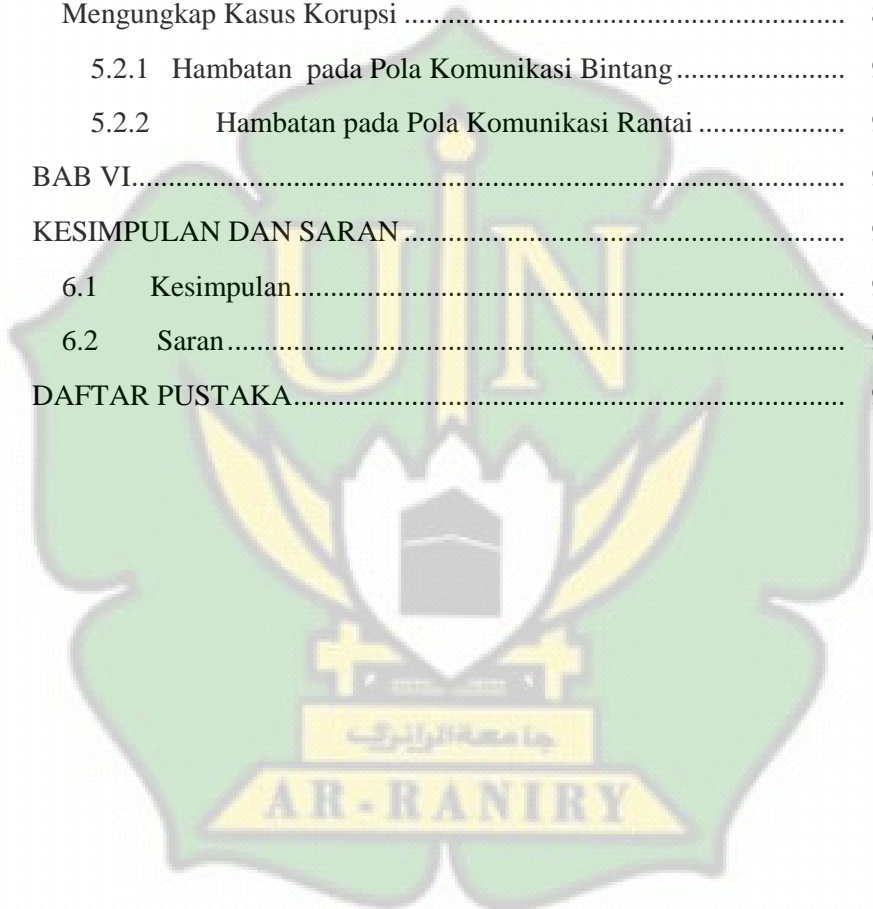 Mengungkap Kasus Korupsi ............................................................
5.2.1 Hambatan pada Pola Komunikasi Bintang ......................
5.2.2 Hambatan pada Pola Komunikasi Rantai ....................
BAB VI................................................................................................
KESIMPULAN DAN SARAN ............................................................
6.1 Kesimpulan...........................................................................
6.2 Saran....................................................................................
DAFTAR PUSTAKA...........................................................................
UIN
جامعة الرانري
AR-RANIRY